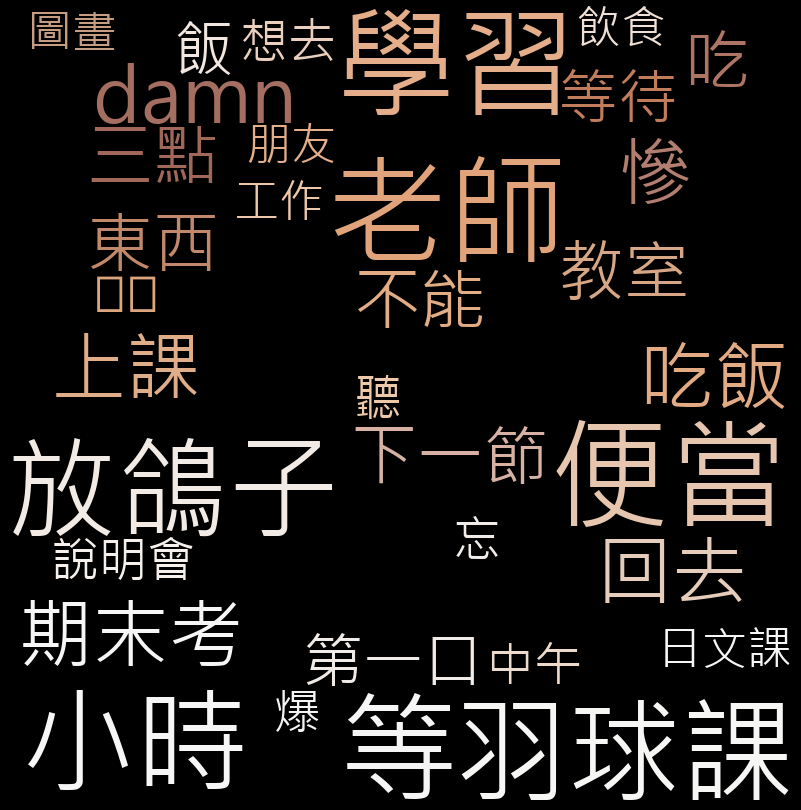 圖畫
飯
想去
學習
飲食
吃
damn
等待
三點
朋友
慘
工作
老師
東西
教室
不能
上課
吃飯
聽
下一節
便當
放鴿子
忘
說明會
回去
期末考
第一口
中午
日文課
小時
爆
等羽球課